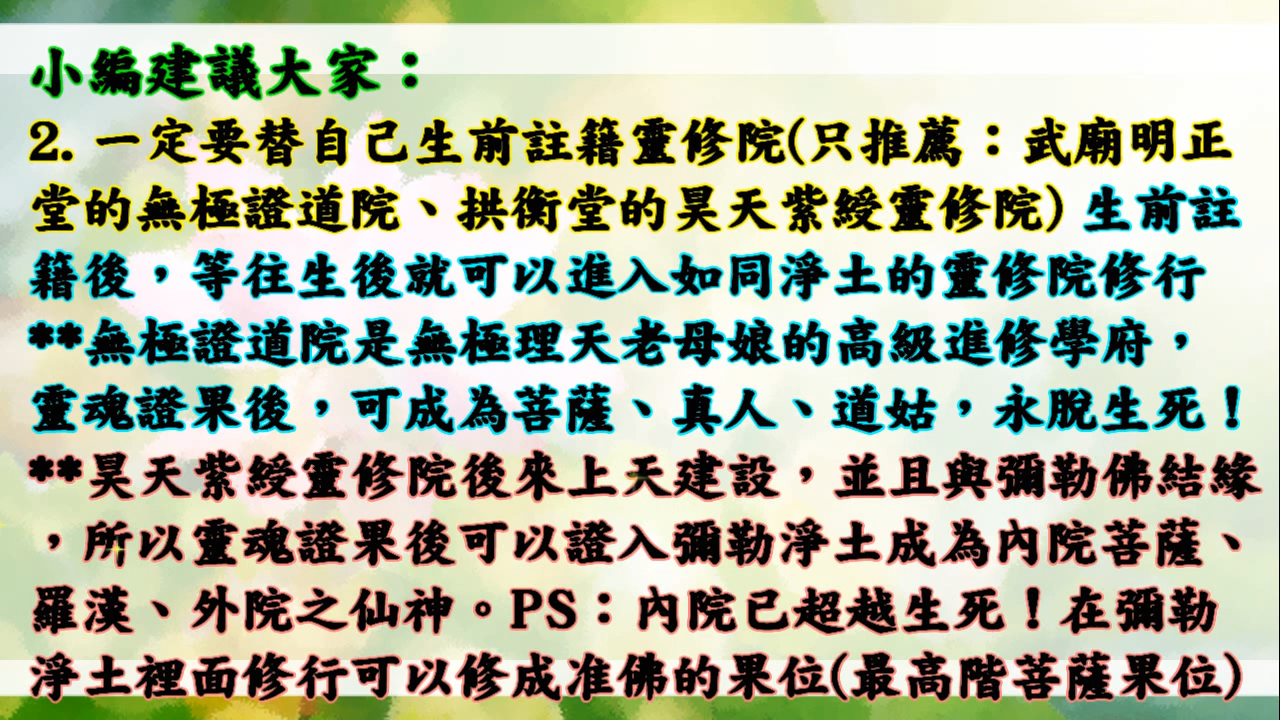 小編建議大家：
2. 一定要替自己生前註籍靈修院(只推薦：武廟明正
堂的無極證道院、拱衡堂的昊天紫綬靈修院) 生前註
籍後，等往生後就可以進入如同淨土的靈修院修行
**無極證道院是無極理天老母娘的高級進修學府，
靈魂證果後，可成為菩薩、真人、道姑，永脫生死！
**昊天紫綬靈修院後來上天建設，並且與彌勒佛結緣
，所以靈魂證果後可以證入彌勒淨土成為內院菩薩、
羅漢、外院之仙神。PS：內院已超越生死！在彌勒
淨土裡面修行可以修成准佛的果位(最高階菩薩果位)